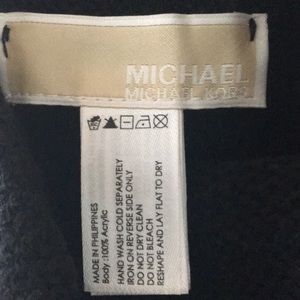 MICHAEL
MICHAEL KORS
MADE IN PHILIPPINES
Body :100% Acrylic
HAND WASH COLD SEPARATELY
IRON ON REVERSE SIDE ONLY
DO NOT DRY CLEAN
DO NOT BLEACH
RESHAPE AND LAY FLAT TO DRY